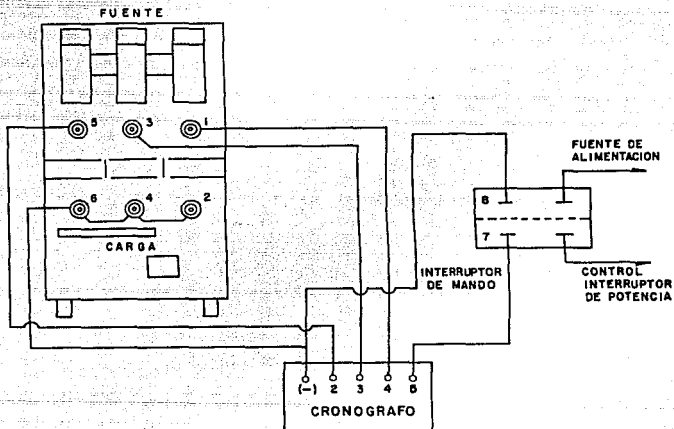 FUENTE
5 3 1
6 4 2
CARGA
FUENTE DE
ALIMENTACION
8
7
INTERRUPTOR
DE MANDO
CONTROL
INTERRUPTOR
DE POTENCIA
(-) 2 3 4 5
CRONOGRAFO